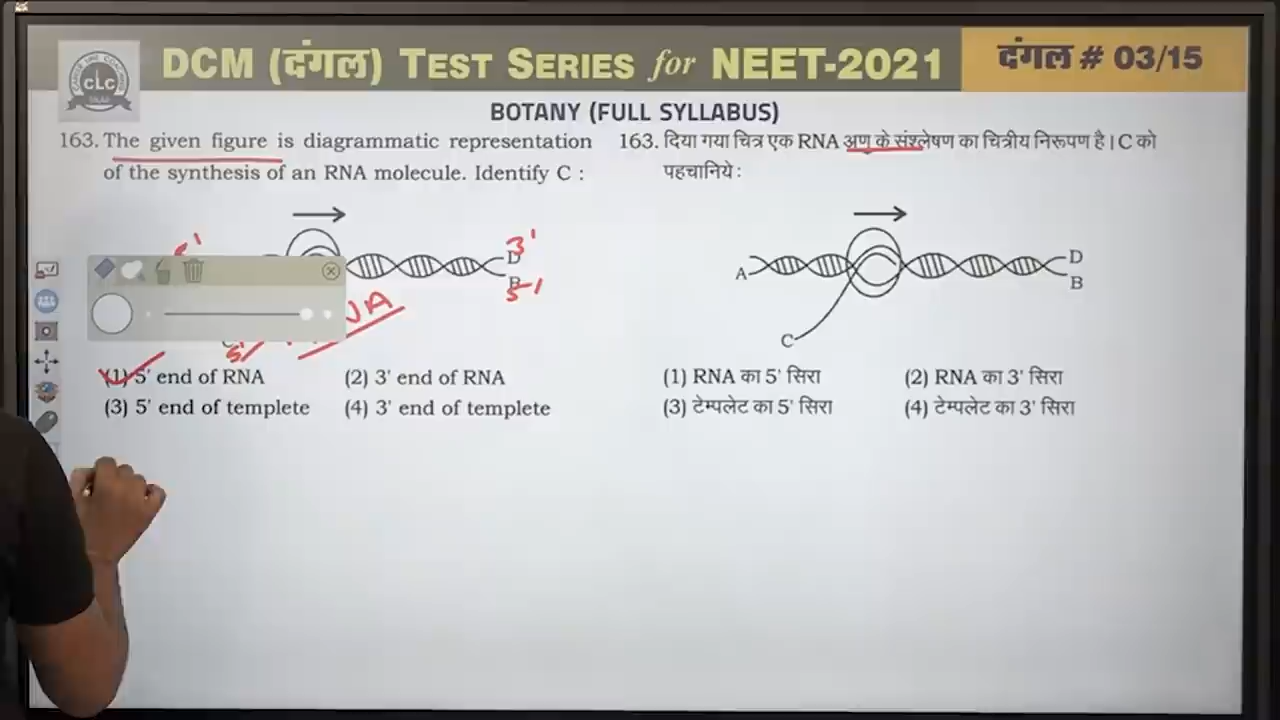 DCM (दंगल) TEST SERIES for NEET-2021
दंगल # 03/15
CLC
BOTANY (FULL SYLLABUS)
163. The given figure is diagrammatic representation
of the synthesis of an RNA molecule. Identify C :
3'
D
B
5'
5'
(1) 5' end of RNA (2) 3' end of RNA
(3) 5' end of templete (4) 3' end of templete
163. दिया गया चित्र एक RNA अणु के संश्लेषण का चित्रीय निरूपण है। C को
पहचानिये :
A
D
B
C
(1) RNA का 5' सिरा (2) RNA का 3' सिरा
(3) टेम्पलेट का 5' सिरा (4) टेम्पलेट का 3' सिरा